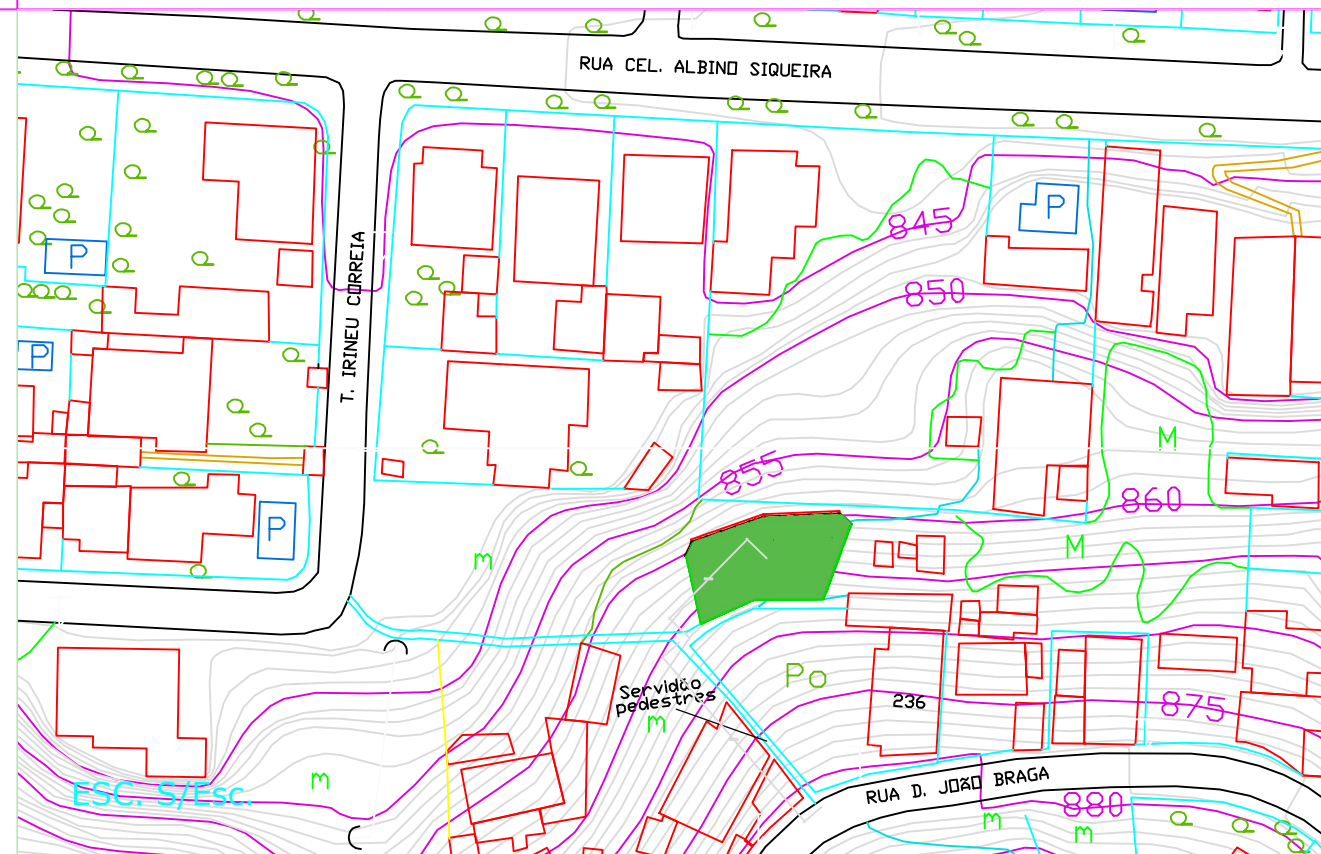 RUA CEL. ALBINO SIQUEIRA
P
845
P
T. IRINEU CORREIA
850
P
M
855
860
P
m
M
Po
Servidão
pedestres
236
875
m
m
ESC. S/Esc.
RUA D. JOÃO BRAGA
880
m
m